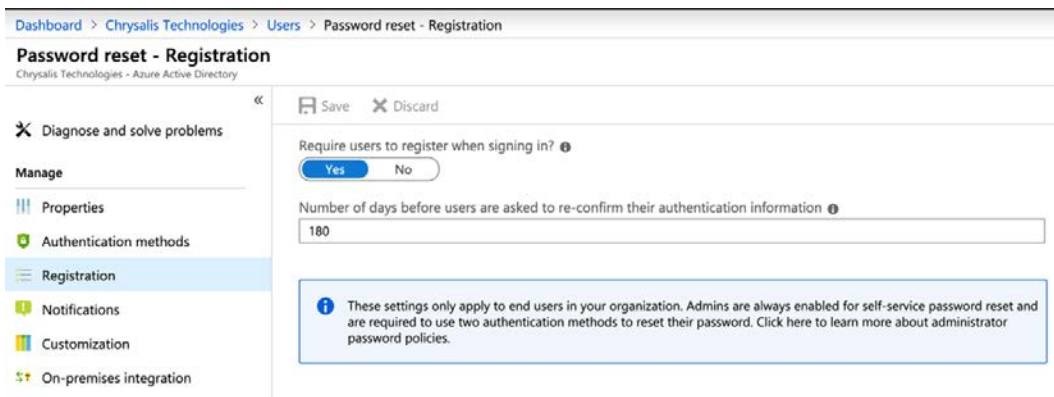 Dashboard > Chrysalis Technologies > Users > Password reset - Registration
Password reset - Registration
Chrysalis Technologies - Azure Active Directory
«
Save Discard
Diagnose and solve problems
Manage
Properties
Authentication methods
Registration
Notifications
Customization
On-premises integration
Require users to register when signing in?
Yes No
Number of days before users are asked to re-confirm their authentication information
180
These settings only apply to end users in your organization. Admins are always enabled for self-service password reset and
are required to use two authentication methods to reset their password. Click here to learn more about administrator
password policies.